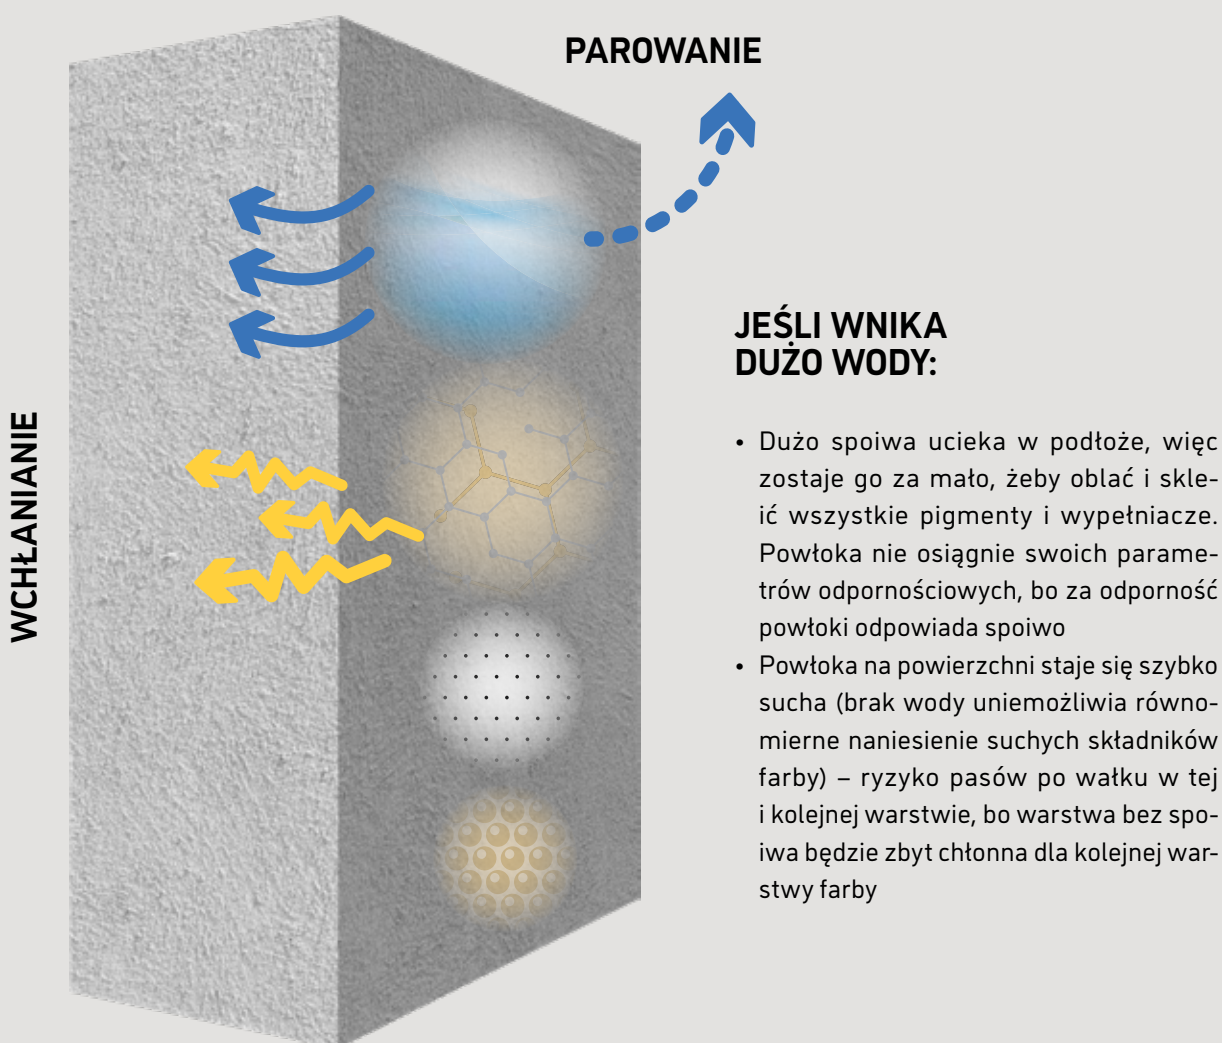 PAROWANIE
WCHŁANIANIE
JEŚLI WNIKA
DUŻO WODY:
• Dużo spoiwa ucieka w podłoże, więc
zostaje go za mało, żeby oblać i skle-
ić wszystkie pigmenty i wypełniacze.
Powłoka nie osiągnie swoich parame-
trów odpornościowych, bo za odporność
powłoki odpowiada spoiwo
• Powłoka na powierzchni staje się szybko
sucha (brak wody uniemożliwia równo-
mierne naniesienie suchych składników
farby) – ryzyko pasów po wałku w tej
i kolejnej warstwie, bo warstwa bez spo-
iwa będzie zbyt chłonna dla kolejnej war-
stwy farby